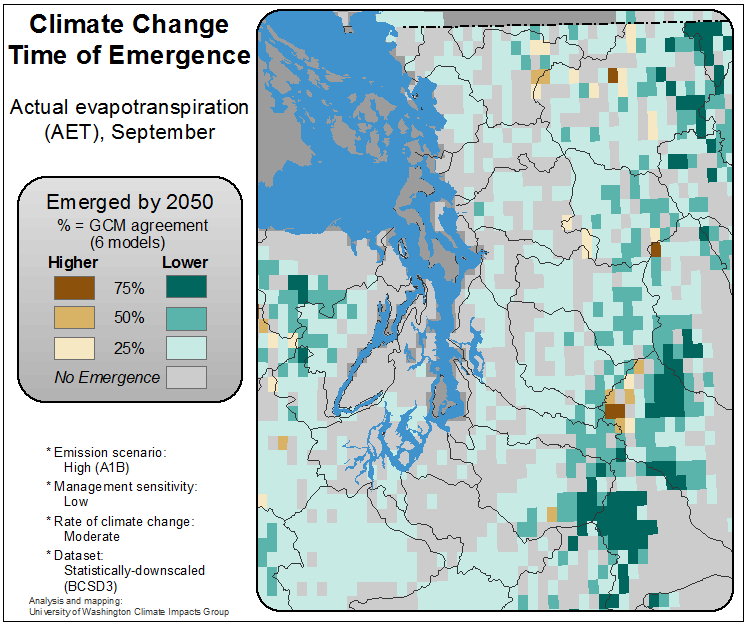 Climate Change
Time of Emergence
Actual evapotranspiration
(AET), September
Emerged by 2050
% = GCM agreement
(6 models)
Higher Lower
75%
50%
25%
No Emergence
* Emission scenario:
High (A1B)
* Management sensitivity:
Low
* Rate of climate change:
Moderate
* Dataset:
Statistically-downscaled
(BCSD3)
Analysis and mapping:
University of Washington Climate Impacts Group